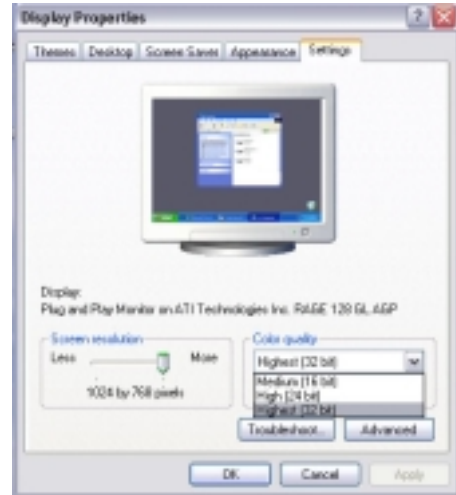 Display Properties
Themes Desktop Screen Saver Appearance Settings
Display:
Plug and Play Monitor on ATI Technologies Inc. RAGE 128 GL AGP
Screen resolution
Less More
1024 by 768 pixels
Color quality
Highest (32 bit)
Medium (16 bit)
High (24 bit)
Highest (32 bit)
Troubleshoot... Advanced
OK Cancel Apply